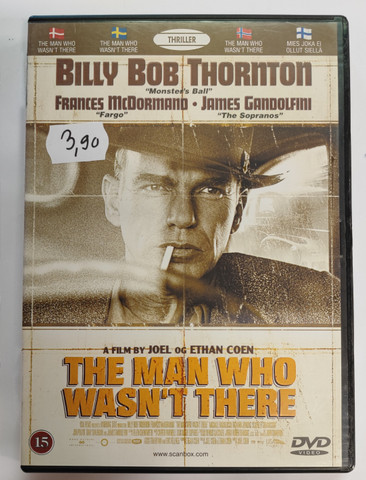 THE MAN WHO WASN'T THERE
THE MAN WHO WASN'T THERE
THRILLER
THE MAN WHO WASN'T THERE
MIES JOKA EI OLLUT SIELLÄ
BILLY BOB THORNTON
"Monster's Ball"
FRANCES McDORMAND • JAMES GANDOLFINI
"Fargo" "The Sopranos"
3,90
A FILM BY JOEL OG ETHAN COEN
THE MAN WHO
WASN'T THERE
15
www.scanbox.com
DVD
VIDEO